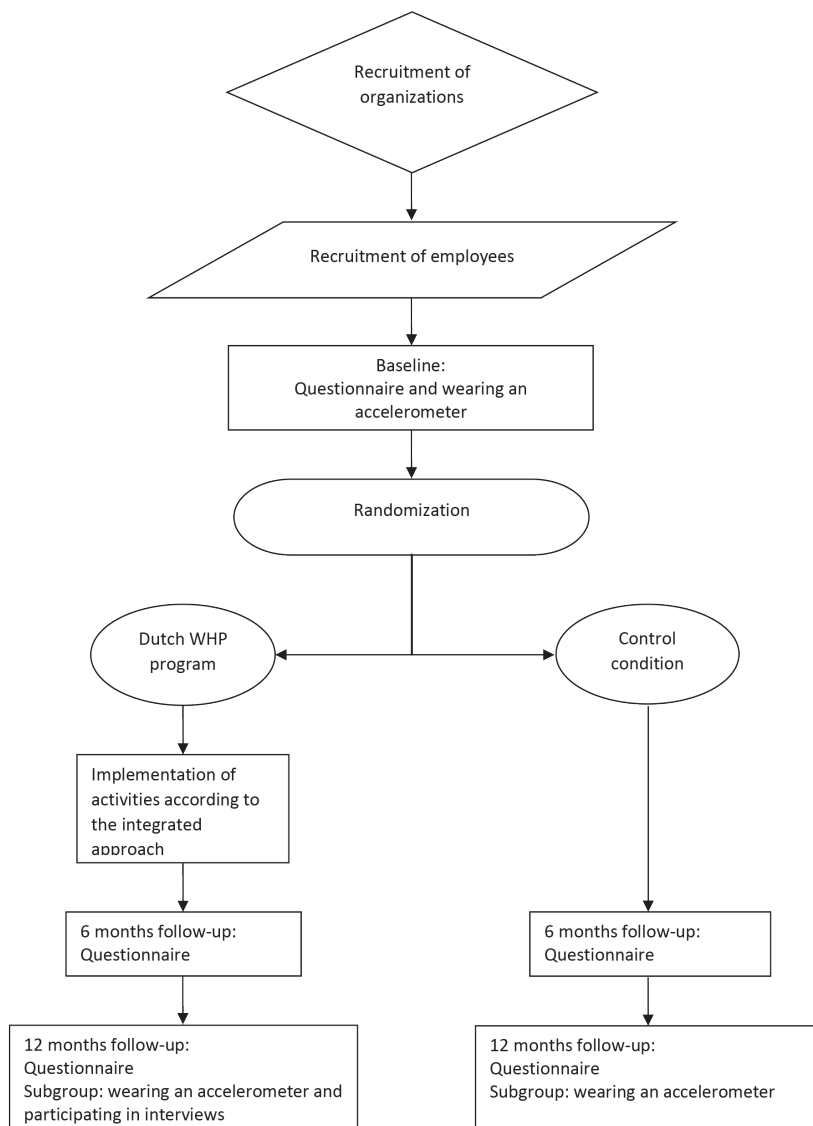 Recruitment of
organizations
Recruitment of employees
Baseline:
Questionnaire and wearing an
accelerometer
Randomization
Dutch WHP
program
Control
condition
Implementation of
activities according to
the integrated
approach
6 months follow-up:
Questionnaire
6 months follow-up:
Questionnaire
12 months follow-up:
Questionnaire
Subgroup: wearing an accelerometer and
participating in interviews
12 months follow-up:
Questionnaire
Subgroup: wearing an accelerometer